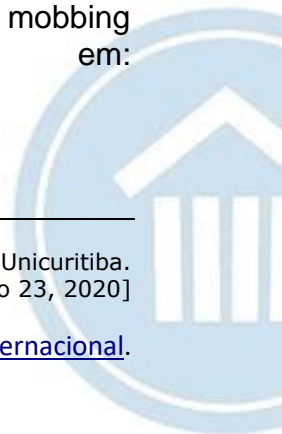 mobbing
em:
Unicuritiba.
o 23, 2020]
ernacional.